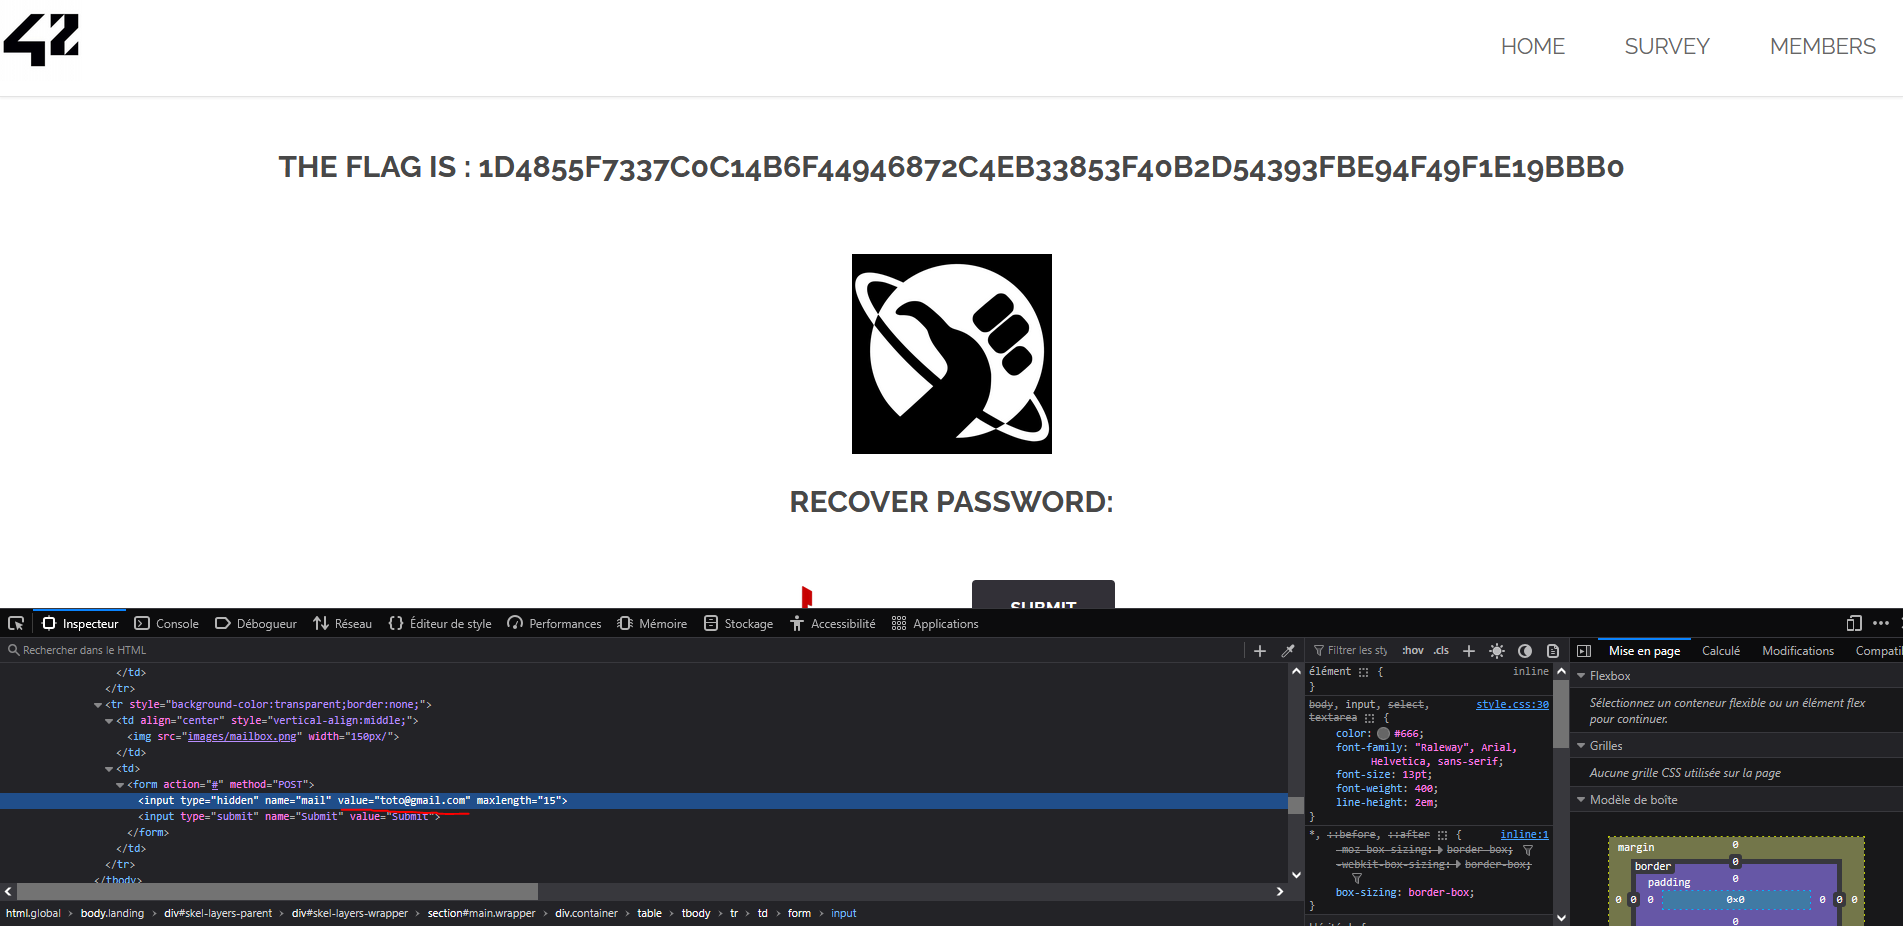 42
HOME SURVEY MEMBERS
THE FLAG IS : 1D4855F7337C0C14B6F44946872C4EB33853F40B2D54393FBE94F49F1E19BBB0
RECOVER PASSWORD:
SUBMIT
Inspecteur Console Débogueur Réseau Éditeur de style Performances Mémoire Stockage Accessibilité Applications
Rechercher dans le HTML
</td>
</tr>
<tr style="background-color:transparent;border:none;">
<td align="center" style="vertical-align:middle;">
<img src="images/mailbox.png" width="150px/">
</td>
<td>
<form action="#" method="POST">
<input type="hidden" name="mail" value="toto@gmail.com" maxlength="15">
<input type="submit" name="Submit" value="Submit">
</form>
</td>
</tr>
</tbody>
html.global > body.landing > div#skel-layers-parent > div#skel-layers-wrapper > section#main.wrapper > div.container > table > tbody > tr > td > form > input
Filtrer les sty :hov .cls
élément { inline
}
body, input, select, style.css:30
textarea {
color: #666;
font-family: "Raleway", Arial,
Helvetica, sans-serif;
font-size: 13pt;
font-weight: 400;
line-height: 2em;
}
*, ::before, ::after { inline:1
-moz-box-sizing: border-box;
-webkit-box-sizing: border-box;
box-sizing: border-box;
}
Mise en page Calculé Modifications Compati
Flexbox
Sélectionnez un conteneur flexible ou un élément flex
pour continuer.
Grilles
Aucune grille CSS utilisée sur la page
Modèle de boîte
margin 0
border 0
padding 0
0 0 0 0×0 0 0 0
0